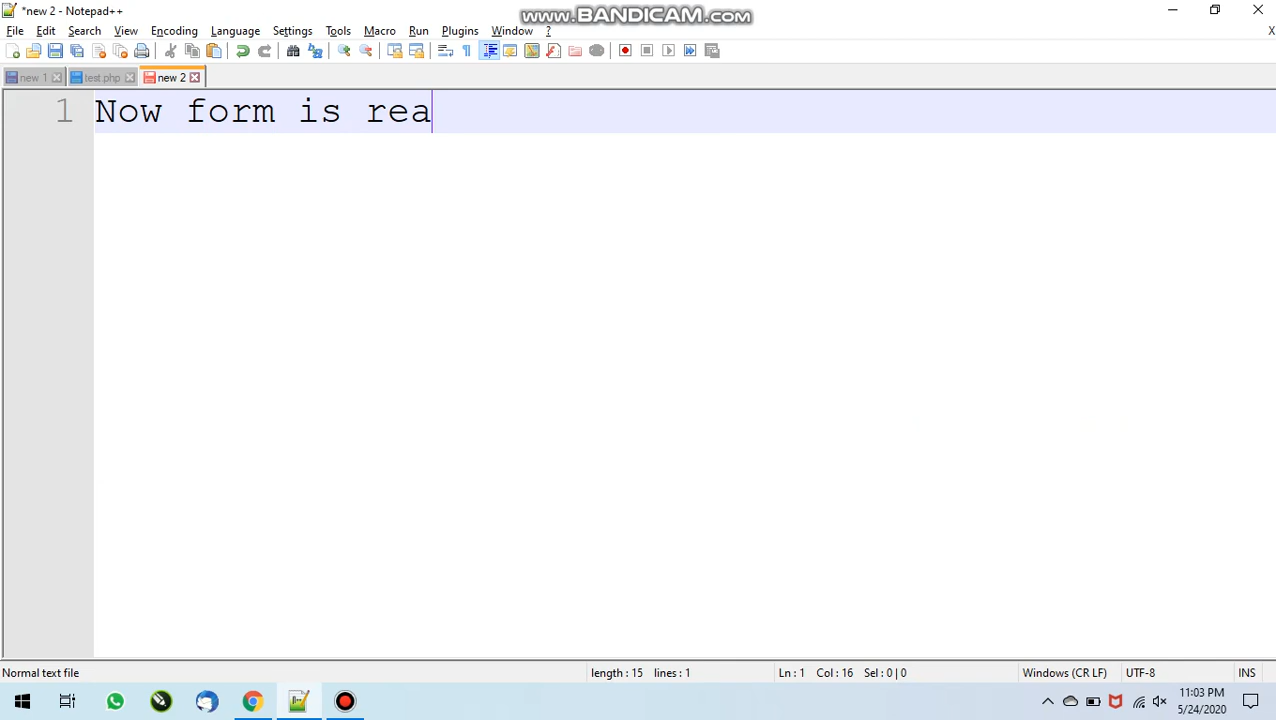 *new 2 - Notepad++
www.BANDICAM.com
File Edit Search View Encoding Language Settings Tools Macro Run Plugins Window ? X
new 1 test.php new 2
1 Now form is rea
Normal text file length : 15 lines : 1 Ln : 1 Col : 16 Sel : 0 | 0 Windows (CR LF) UTF-8 INS
11:03 PM
5/24/2020